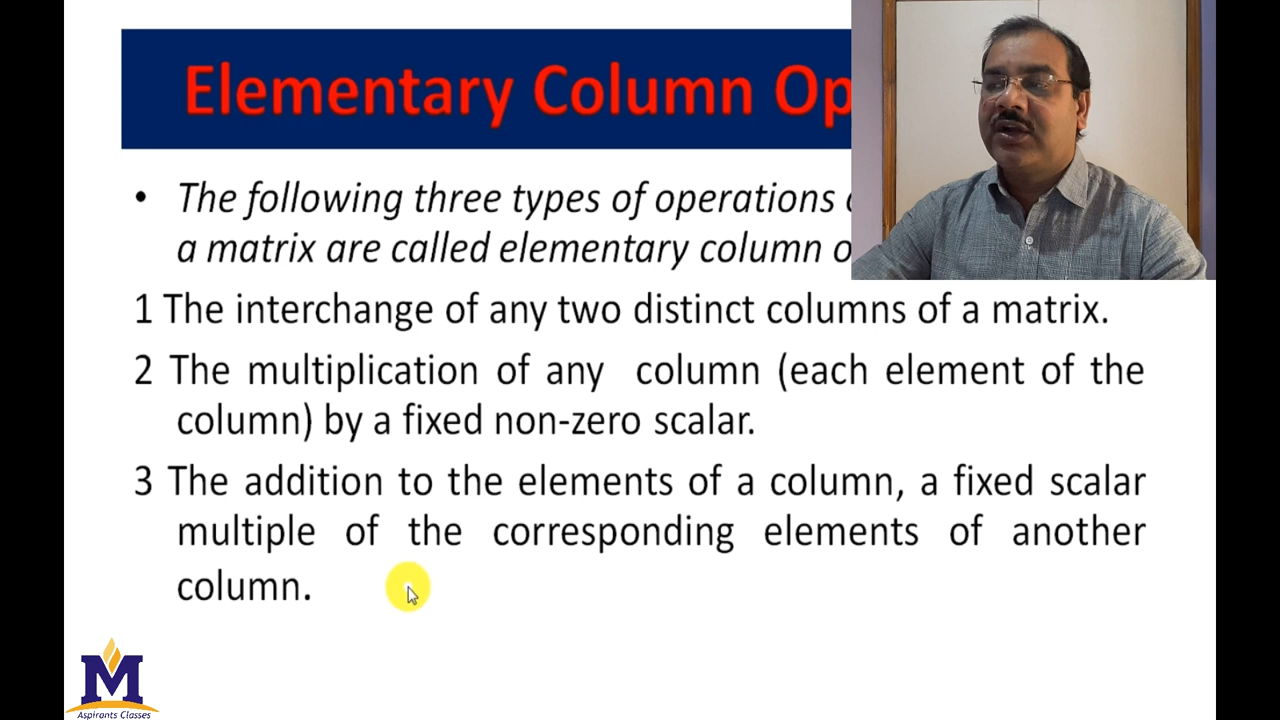 Elementary Column Op
• The following three types of operations
a matrix are called elementary column
1 The interchange of any two distinct columns of a matrix.
2 The multiplication of any column (each element of the
column) by a fixed non-zero scalar.
3 The addition to the elements of a column, a fixed scalar
multiple of the corresponding elements of another
column.
M
Aspirants Classes